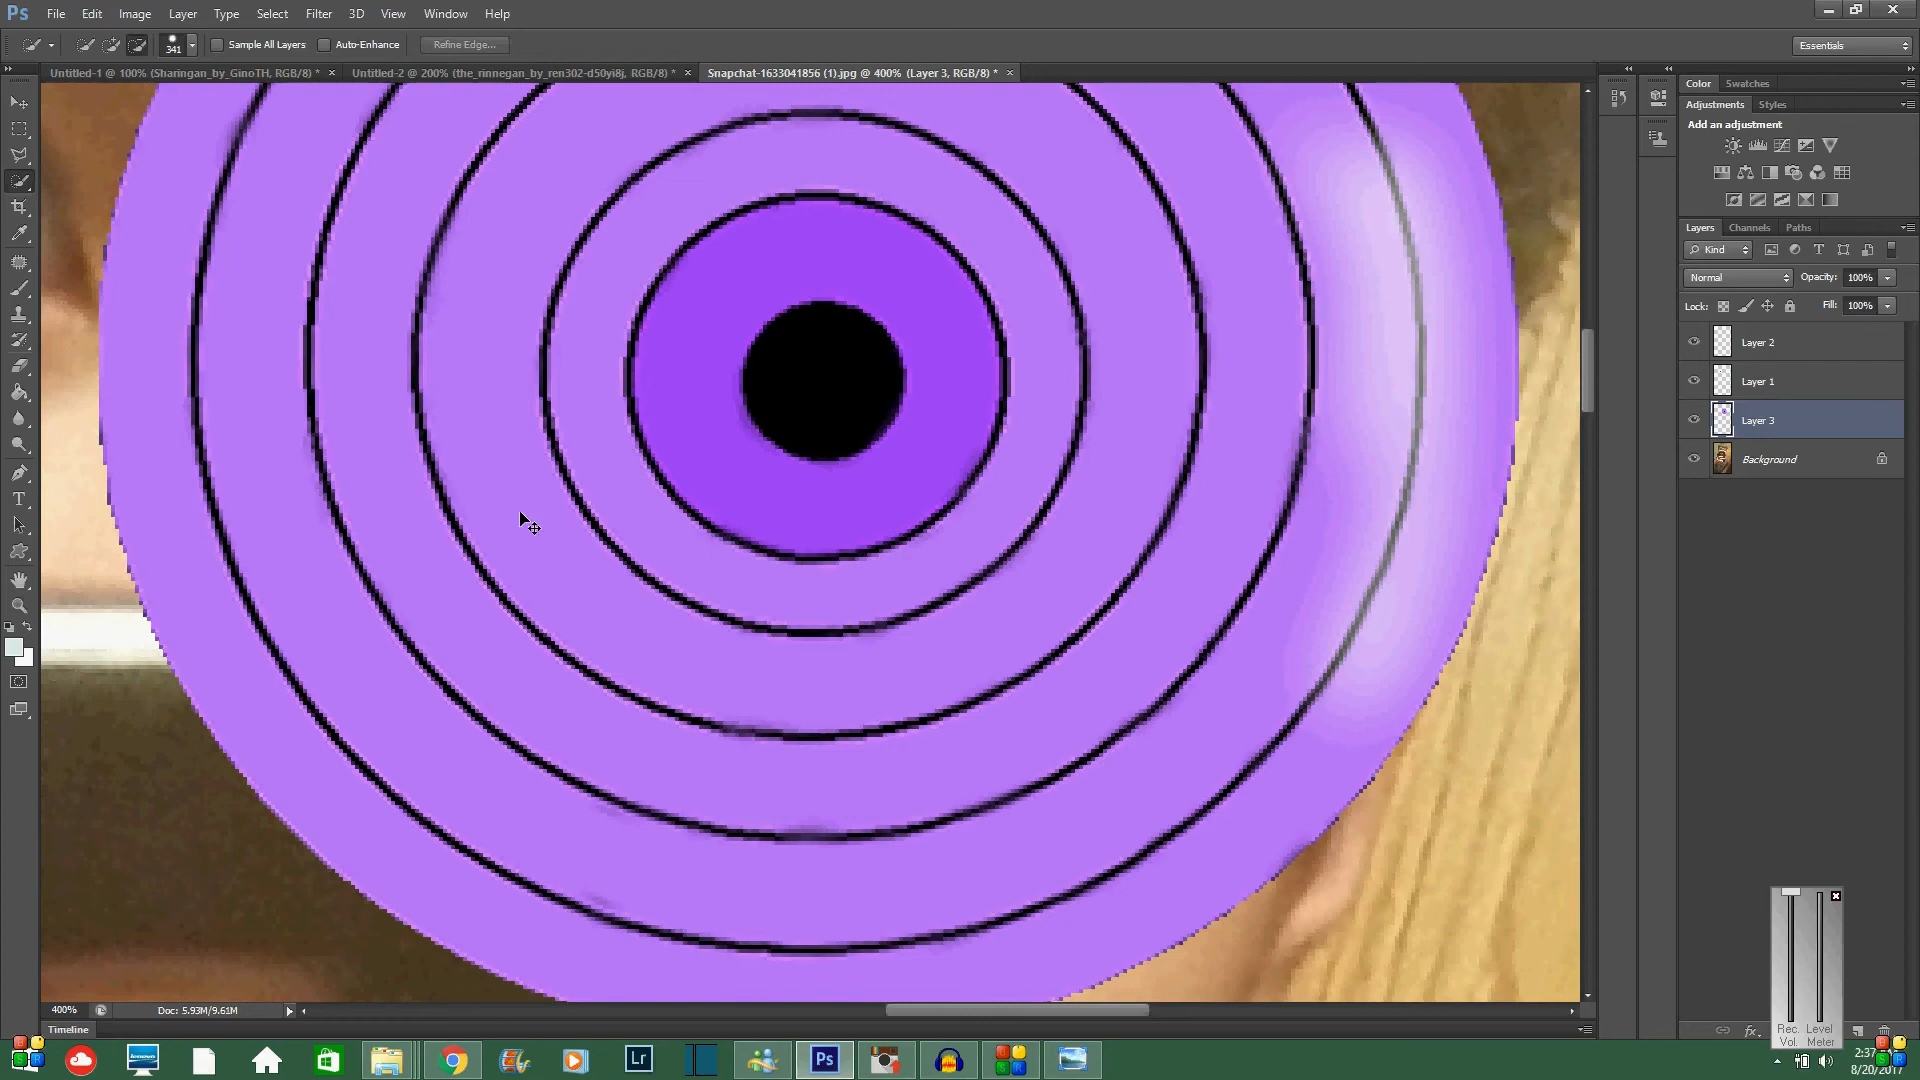 Ps File Edit Image Layer Type Select Filter 3D View Window Help
341 Sample All Layers Auto-Enhance Refine Edge... Essentials
Untitled-1 @ 100% (Sharingan_by_GinoTH, RGB/8) * × Untitled-2 @ 200% (the_rinnegan_by_ren302-d50yi8j, RGB/8) * × Snapchat-1633041856 (1).jpg @ 400% (Layer 3, RGB/8) * ×
Color Swatches
Adjustments Styles
Add an adjustment
Layers Channels Paths
Kind
Normal Opacity: 100%
Lock: Fill: 100%
Layer 2
Layer 1
Layer 3
Background
400% Doc: 5.93M/9.61M
Timeline
Rec. Level
Vol. Meter
fx
lenovo Lr Ps
2:37
8/20/2017